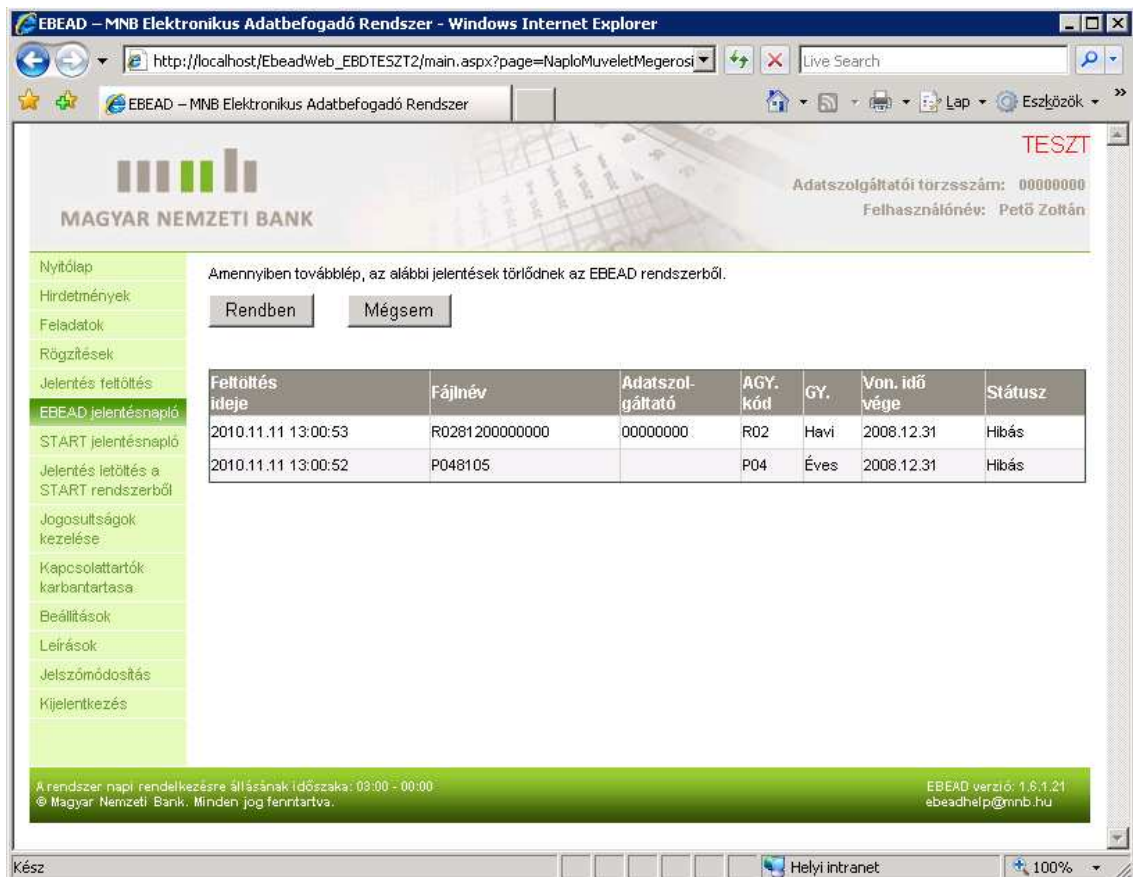 EBEAD – MNB Elektronikus Adatbefogadó Rendszer - Windows Internet Explorer
http://localhost/EbeadWeb_EBDTESZT2/main.aspx?page=NaploMuveletMegerosi
Live Search
EBEAD – MNB Elektronikus Adatbefogadó Rendszer
Lap
Eszközök
»
TESZT
Adatszolgáltatói törzsszám: 00000000
Felhasználónév: Pető Zoltán
MAGYAR NEMZETI BANK
Nyitólap
Hirdetmények
Feladatok
Rögzítések
Jelentés feltöltés
EBEAD jelentésnapló
START jelentésnapló
Jelentés letöltés a
START rendszerből
Jogosultságok
kezelése
Kapcsolattartók
karbantartasa
Beállítások
Leírások
Jelszómódosítás
Kijelentkezés
Amennyiben továbblép, az alábbi jelentések törlődnek az EBEAD rendszerből.
Rendben Mégsem
Feltöltés ideje Fájlnév Adatszol-gáltató AGY. kód GY. Von. idő vége Státusz
2010.11.11 13:00:53 R0281200000000 00000000 R02 Havi 2008.12.31 Hibás
2010.11.11 13:00:52 P048105 P04 Éves 2008.12.31 Hibás
A rendszer napi rendelkezésre állásának időszaka: 03:00 - 00:00
© Magyar Nemzeti Bank. Minden jog fenntartva.
EBEAD verzió: 1.6.1.21
ebeadhelp@mnb.hu
Kész
Helyi intranet
100%